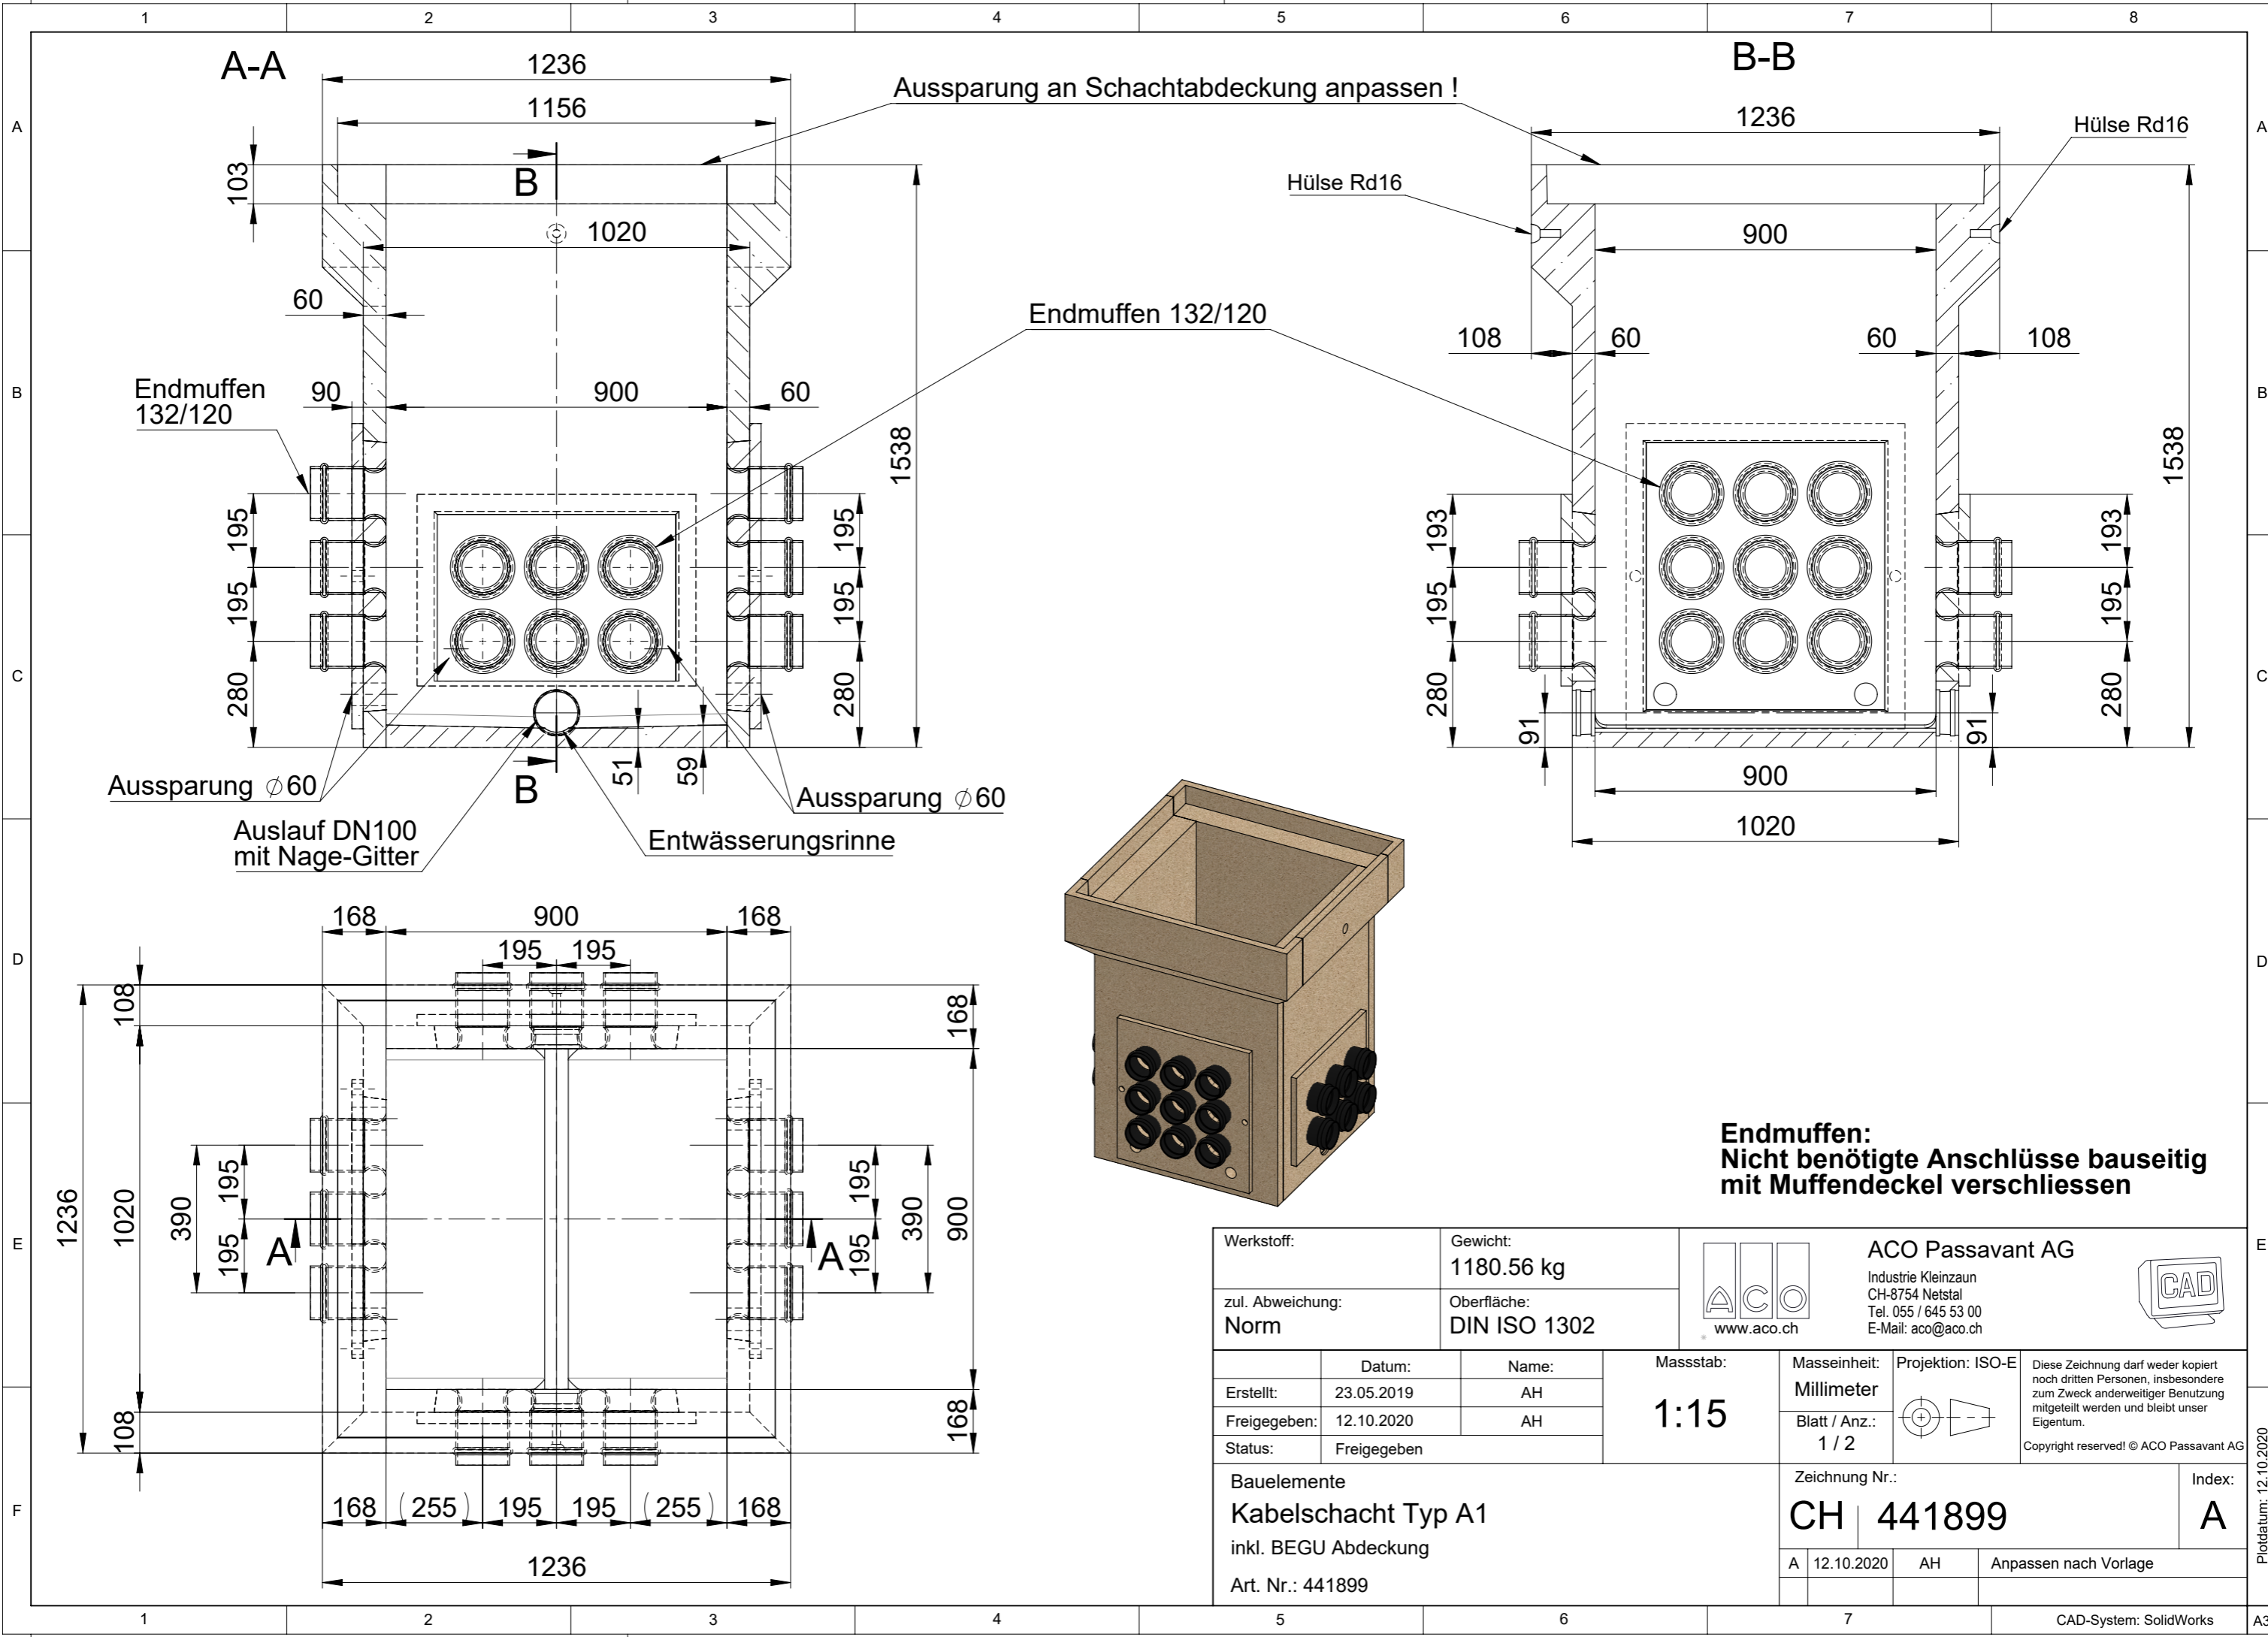 1 2 3 4 5 6 7 8
A
B
C
D
E
F
A
B
C
D
E
A-A
1236
1156
103
B
1020
60
Endmuffen
132/120
90
900
60
1538
195
195
280
195
195
280
51
59
B
Aussparung ∅60
Aussparung ∅60
Auslauf DN100
mit Nage-Gitter
Entwässerungsrinne
Aussparung an Schachtabdeckung anpassen !
Endmuffen 132/120
B-B
1236
Hülse Rd16
Hülse Rd16
900
108
60
60
108
1538
193
195
280
91
193
195
280
91
900
1020
168
900
168
195
195
108
1236
1020
108
390
195
195
A
A
195
195
390
168
900
168
168
(255)
195
195
(255)
168
1236
Endmuffen:
Nicht benötigte Anschlüsse bauseitig
mit Muffendeckel verschliessen
Werkstoff:
Gewicht:
1180.56 kg
zul. Abweichung:
Norm
Oberfläche:
DIN ISO 1302
ACO
www.aco.ch
ACO Passavant AG
Industrie Kleinzaun
CH-8754 Netstal
Tel. 055 / 645 53 00
E-Mail: aco@aco.ch
CAD
Datum:
Name:
Erstellt:
23.05.2019
AH
Freigegeben:
12.10.2020
AH
Status:
Freigegeben
Massstab:
1:15
Masseinheit:
Millimeter
Blatt / Anz.:
1 / 2
Projektion: ISO-E
Diese Zeichnung darf weder kopiert
noch dritten Personen, insbesondere
zum Zweck anderweitiger Benutzung
mitgeteilt werden und bleibt unser
Eigentum.
Copyright reserved! © ACO Passavant AG
Bauelemente
Kabelschacht Typ A1
inkl. BEGU Abdeckung
Art. Nr.: 441899
Zeichnung Nr.:
CH 441899
Index:
A
A 12.10.2020 AH Anpassen nach Vorlage
Plotdatum: 12.10.2020
1 2 3 4 5 6 7
CAD-System: SolidWorks
A3